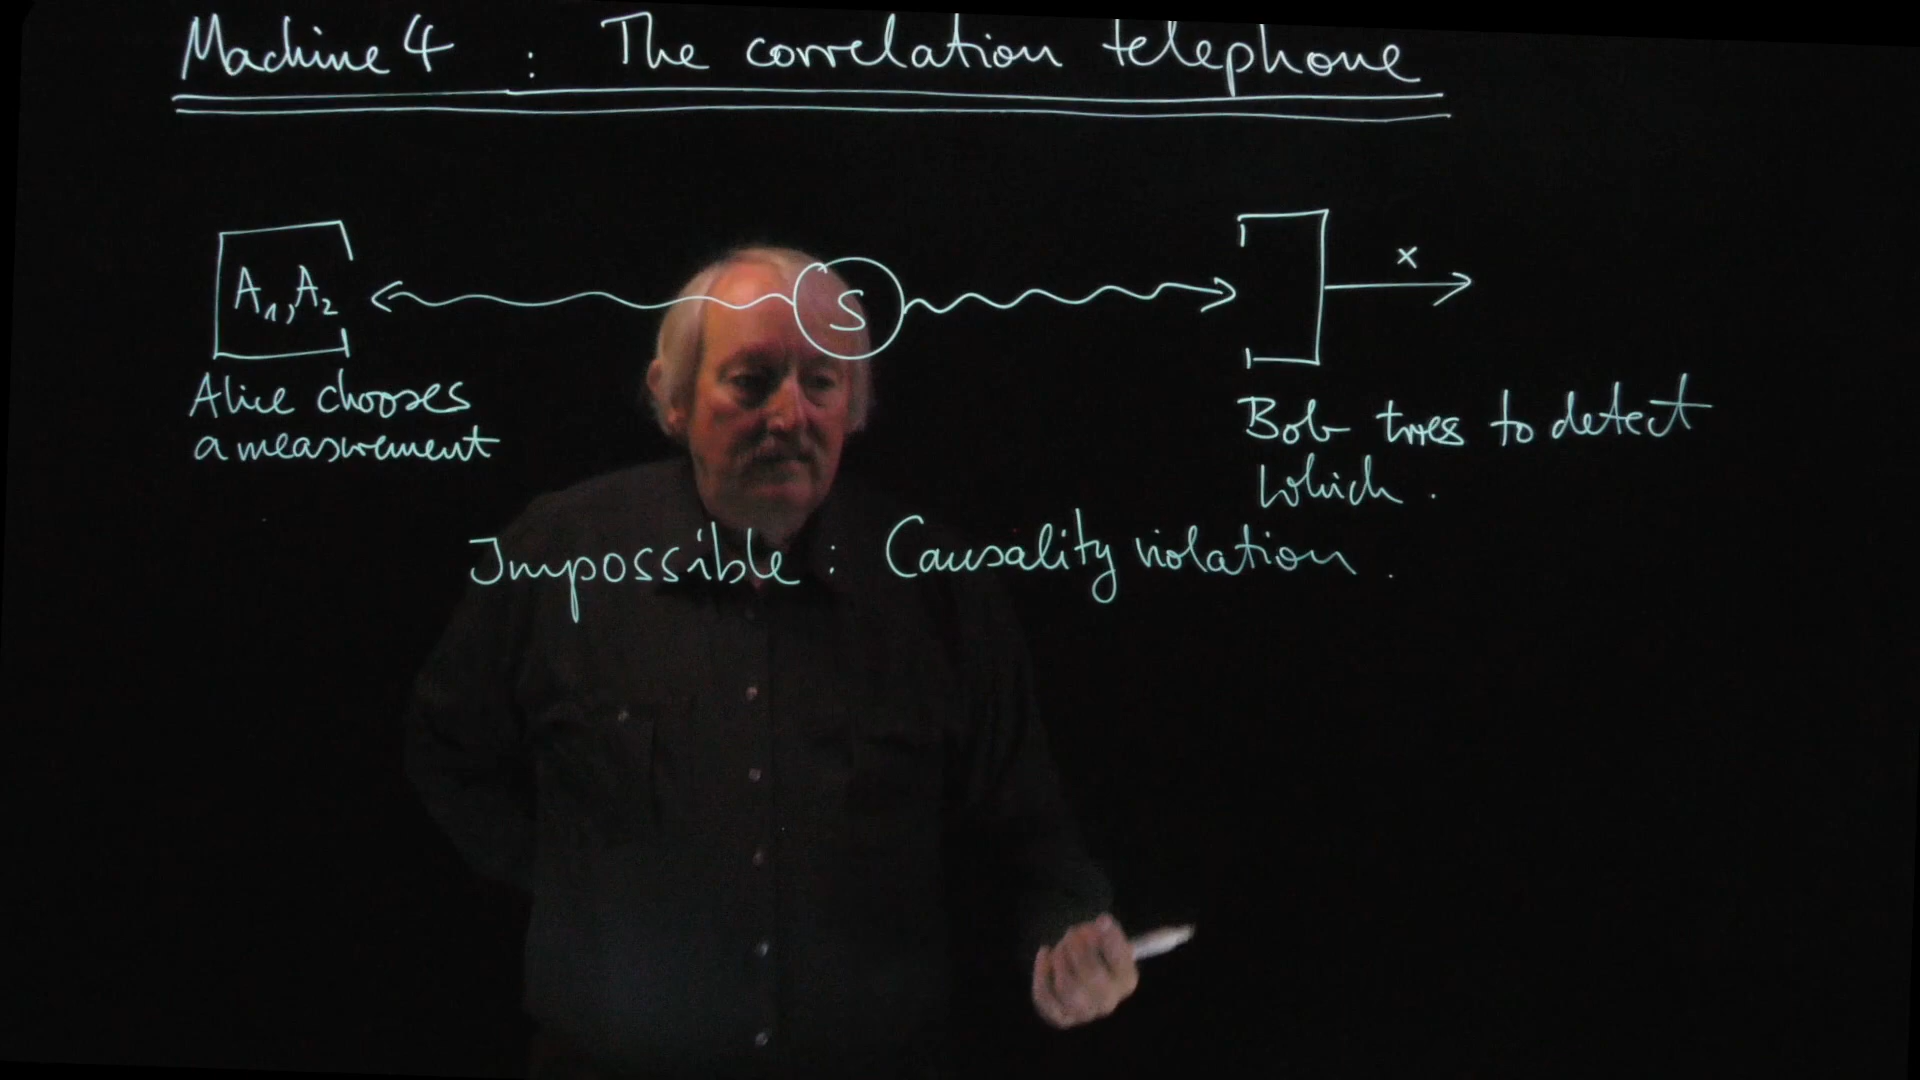 Machine 4 : The correlation telephone
A₁, A₂
S
x
Alice chooses
a measurement
Bob tries to detect
which .
Impossible : Causality violation .